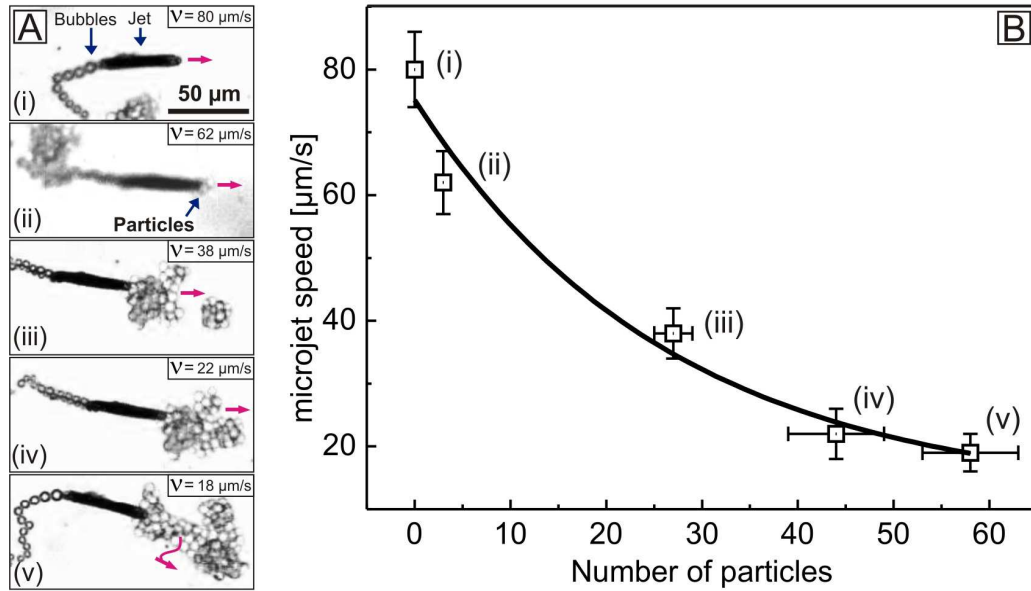 A
Bubbles Jet
ν = 80 µm/s
50 µm
(i)
ν = 62 µm/s
Particles
(ii)
ν = 38 µm/s
(iii)
ν = 22 µm/s
(iv)
ν = 18 µm/s
(v)
B
microjet speed [µm/s]
80
60
40
20
(i)
(ii)
(iii)
(iv)
(v)
0 10 20 30 40 50 60
Number of particles